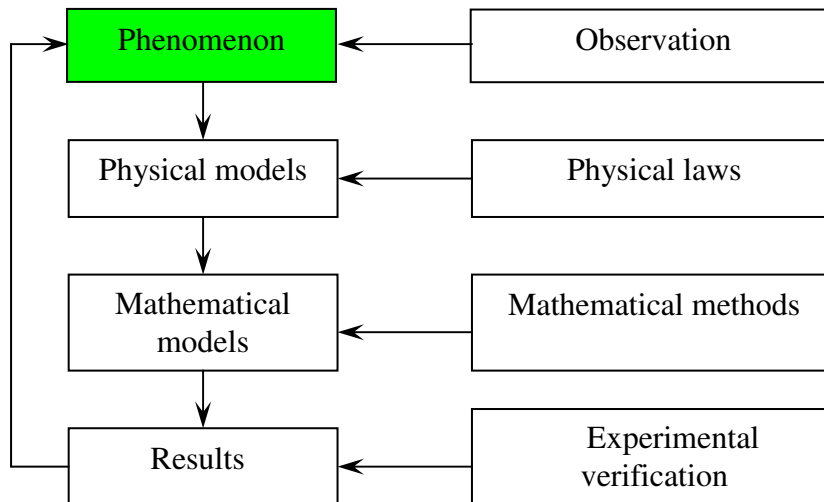 Phenomenon
Observation
Physical models
Physical laws
Mathematical
models
Mathematical methods
Results
Experimental
verification